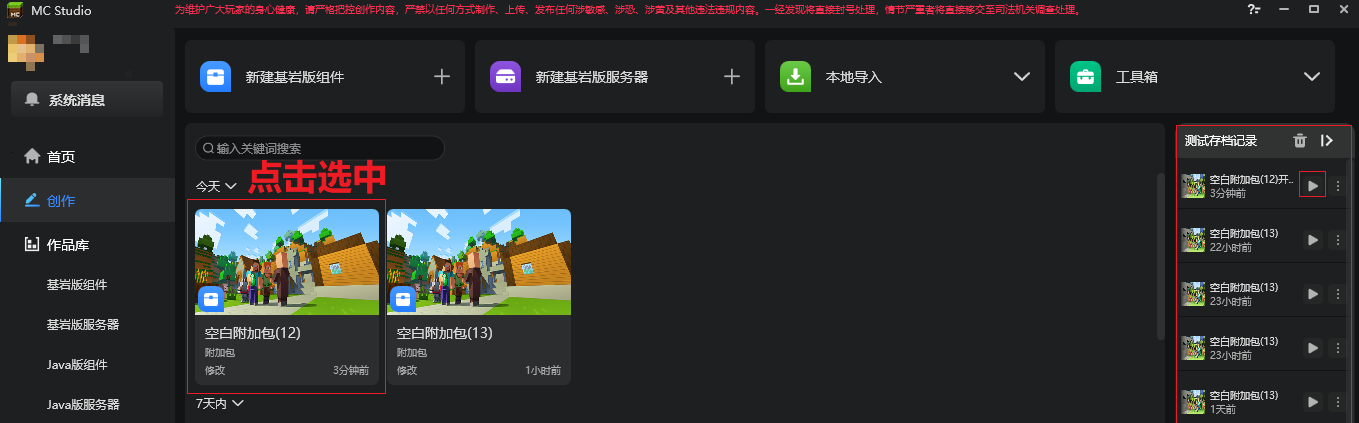 MC Studio
为维护广大玩家的身心健康，请严格把控创作内容，严禁以任何方式制作、上传、发布任何涉敏感、涉恐、涉黄及其他违法违规内容。一经发现将直接封号处理，情节严重者将直接移交至司法机关调查处理。
系统消息
首页
创作
作品库
基岩版组件
基岩版服务器
Java版组件
Java版服务器
新建基岩版组件
新建基岩版服务器
本地导入
工具箱
输入关键词搜索
点击选中
今天
空白附加包(12)
附加包
修改 3分钟前
空白附加包(13)
附加包
修改 1小时前
7天内
测试存档记录
空白附加包(12)开..
3分钟前
空白附加包(13)
22小时前
空白附加包(13)
23小时前
空白附加包(13)
23小时前
空白附加包(13)
1天前